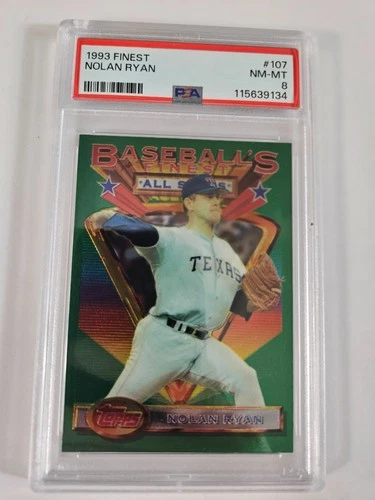 1993 FINEST #107
NOLAN RYAN NM-MT
8
PSA 115639134
BASEBALL'S
FINEST
ALL STARS
TEXAS
Topps
NOLAN RYAN